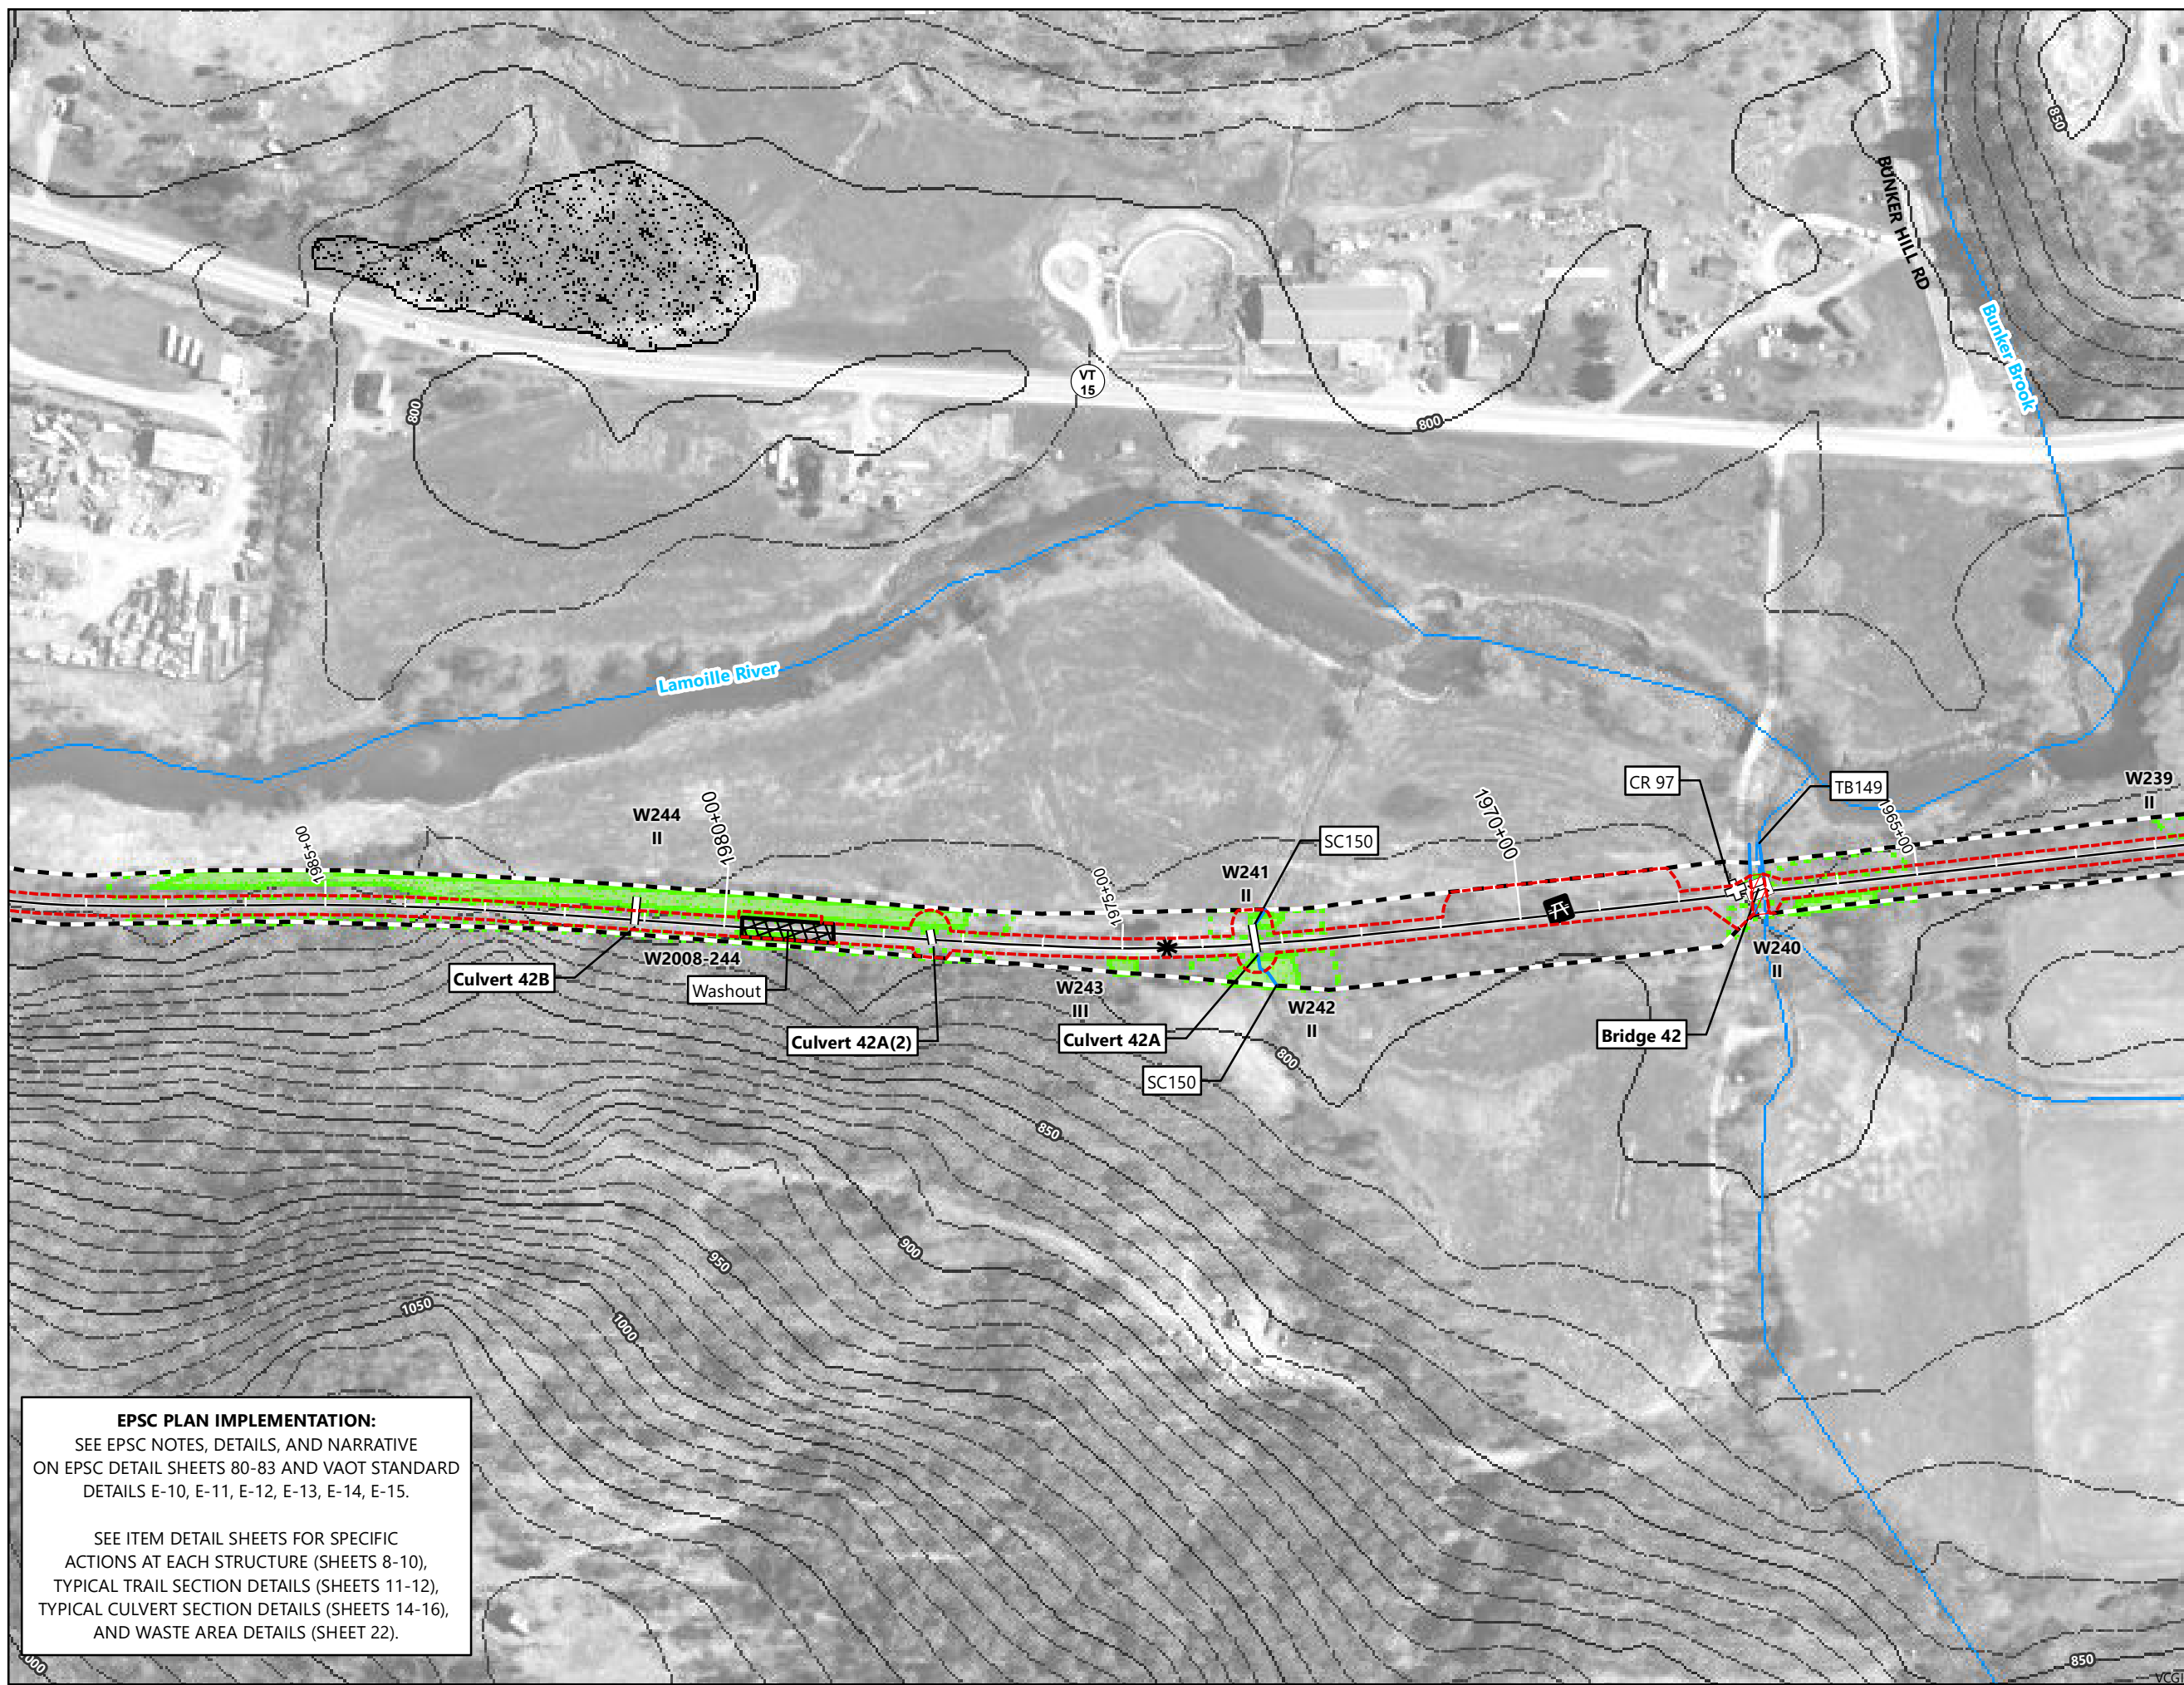 850
BUNKER HILL RD
Bunker Brook
VT
15
800
800
Lamoille River
CR 97
TB149
W239
II
1985+00
W244
II
1980+00
1975+00
W241
II
SC150
1970+00
1965+00
Culvert 42B
W2008-244
Washout
Culvert 42A(2)
W243
III
Culvert 42A
W242
II
SC150
W240
II
Bridge 42
800
850
900
950
1000
1050
EPSC PLAN IMPLEMENTATION:
SEE EPSC NOTES, DETAILS, AND NARRATIVE
ON EPSC DETAIL SHEETS 80-83 AND VAOT STANDARD
DETAILS E-10, E-11, E-12, E-13, E-14, E-15.
SEE ITEM DETAIL SHEETS FOR SPECIFIC
ACTIONS AT EACH STRUCTURE (SHEETS 8-10),
TYPICAL TRAIL SECTION DETAILS (SHEETS 11-12),
TYPICAL CULVERT SECTION DETAILS (SHEETS 14-16),
AND WASTE AREA DETAILS (SHEET 22).
850
VCGI